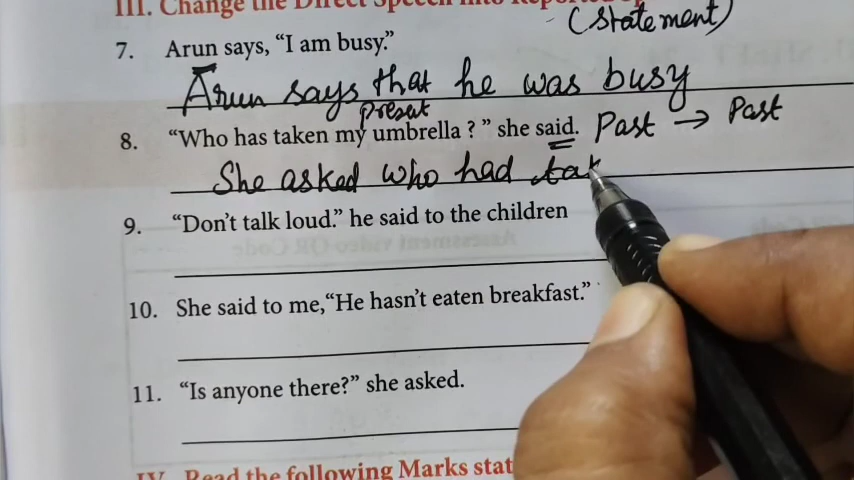 III. Change the Direct Speech into Reported
(Statement)
7. Arun says, “I am busy.”
Arun says that he was busy
present
8. “Who has taken my umbrella ? ” she said. Past → Past
She asked who had tak
9. “Don’t talk loud.” he said to the children
10. She said to me,“He hasn’t eaten breakfast.”
11. “Is anyone there?” she asked.
IV. Read the following Marks stat